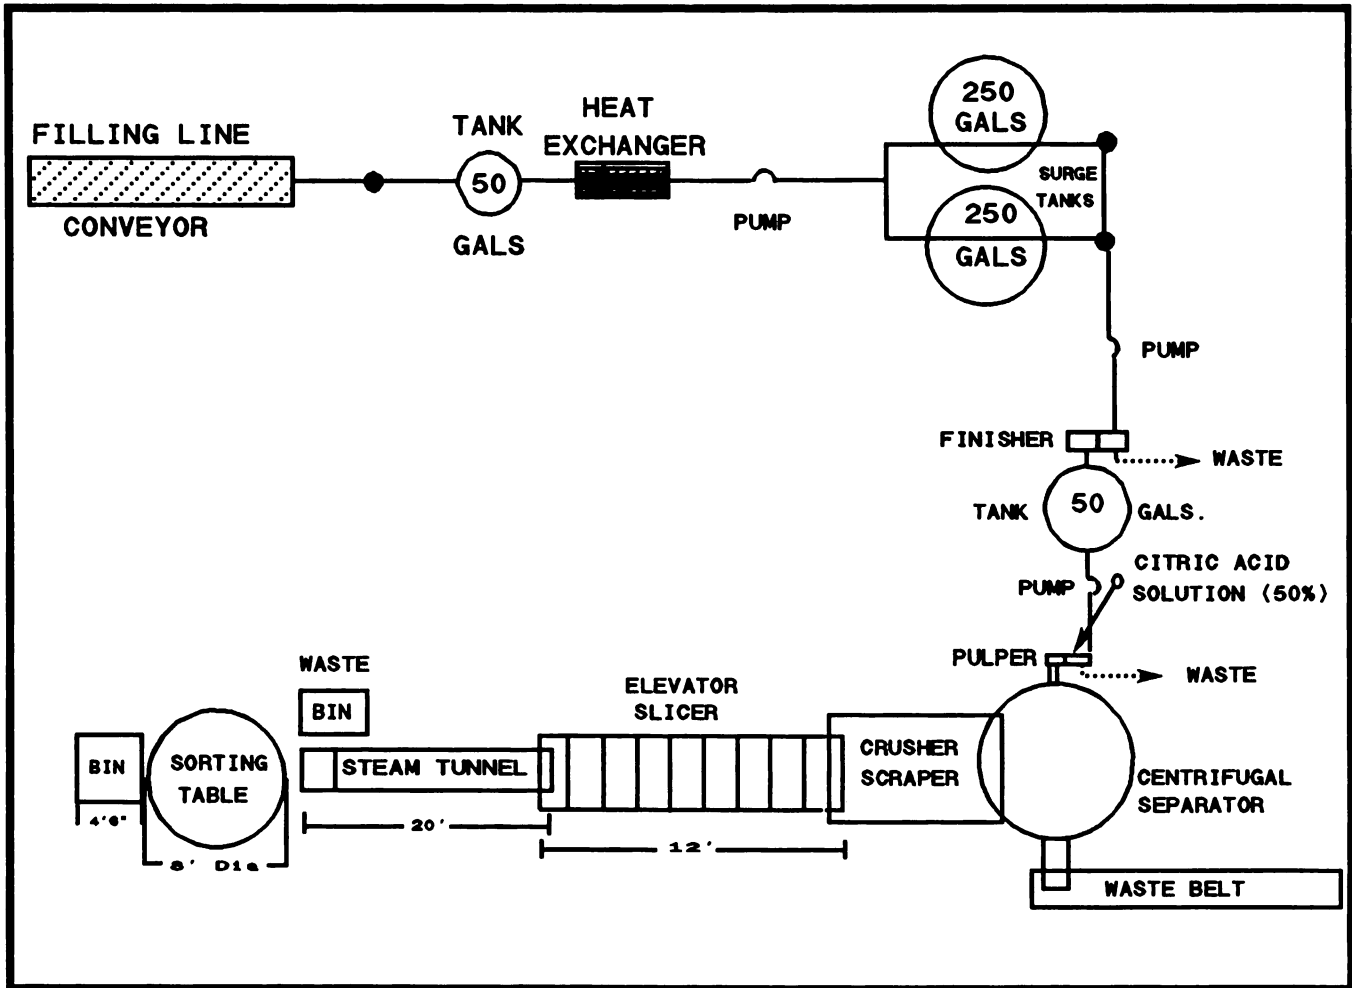 FILLING LINE
CONVEYOR
TANK
50
GALS
HEAT
EXCHANGER
PUMP
250
GALS
SURGE
TANKS
250
GALS
PUMP
FINISHER
WASTE
TANK
50
GALS.
CITRIC ACID
SOLUTION (50%)
PUMP
PULPER
WASTE
WASTE
BIN
BIN
4'6"
SORTING
TABLE
8' Dia
STEAM TUNNEL
20'
ELEVATOR
SLICER
12'
CRUSHER
SCRAPER
CENTRIFUGAL
SEPARATOR
WASTE BELT